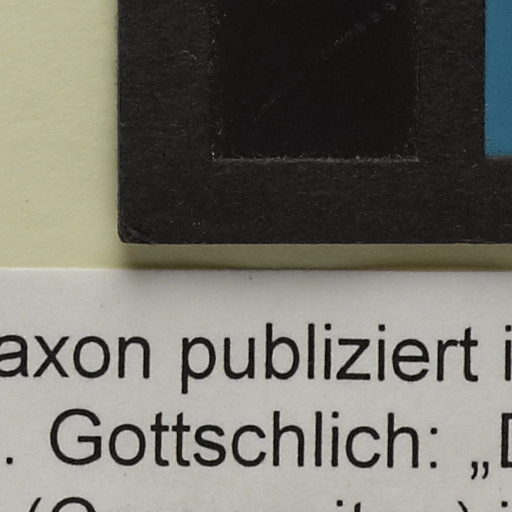 axon publiziert i
. Gottschlich: „D